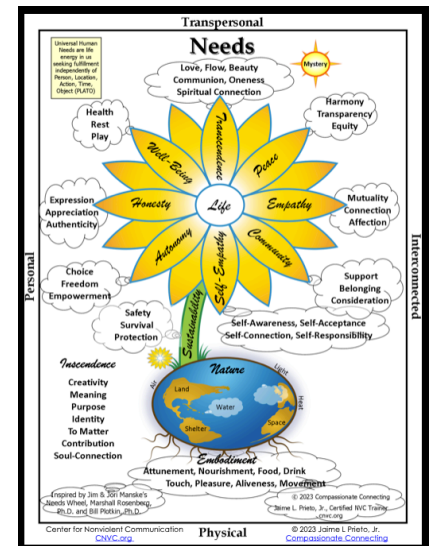 Transpersonal
Needs
Universal Human
Needs are life
energy in us
seeking fulfillment
independently of
Person, Location,
Action, Time,
Object (PLATO)
Mystery
Love, Flow, Beauty
Communion, Oneness
Spiritual Connection
Health
Rest
Play
Harmony
Transparency
Equity
Transcendence
Well-Being
Peace
Expression
Appreciation
Authenticity
Honesty
Life
Empathy
Mutuality
Connection
Affection
Personal
Interconnected
Autonomy
Self-Empathy
Community
Choice
Freedom
Empowerment
Support
Belonging
Consideration
Safety
Survival
Protection
Sustainability
Self-Awareness, Self-Acceptance
Self-Connection, Self-Responsibility
Inscendence
Creativity
Meaning
Purpose
Identity
To Matter
Contribution
Soul-Connection
Nature
Air
Light
Land
Water
Heat
Shelter
Space
Embodiment
Attunement, Nourishment, Food, Drink
Touch, Pleasure, Aliveness, Movement
Inspired by Jim & Jori Manske's
Needs Wheel, Marshall Rosenberg,
Ph.D. and Bill Plotkin, Ph.D.
© 2023 Compassionate Connecting
Jaime L. Prieto, Jr., Certified NVC Trainer
cnvc.org
Center for Nonviolent Communication
CNVC.org
Physical
© 2023 Jaime L. Prieto, Jr.
Compassionate Connecting